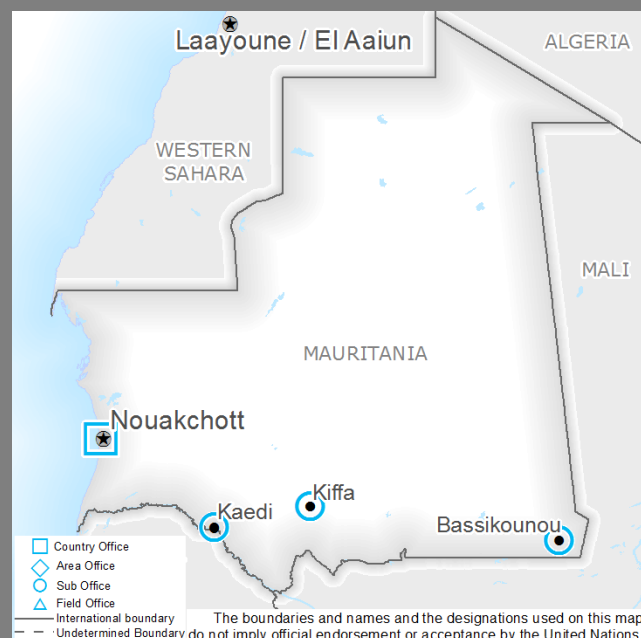 Laayoune / El Aaiun
ALGERIA
WESTERN
SAHARA
MALI
MAURITANIA
Nouakchott
Kiffa
Kaedi
Bassikounou
Country Office
Area Office
Sub Office
Field Office
International boundary
Undetermined Boundary
The boundaries and names and the designations used on this map
do not imply official endorsement or acceptance by the United Nations